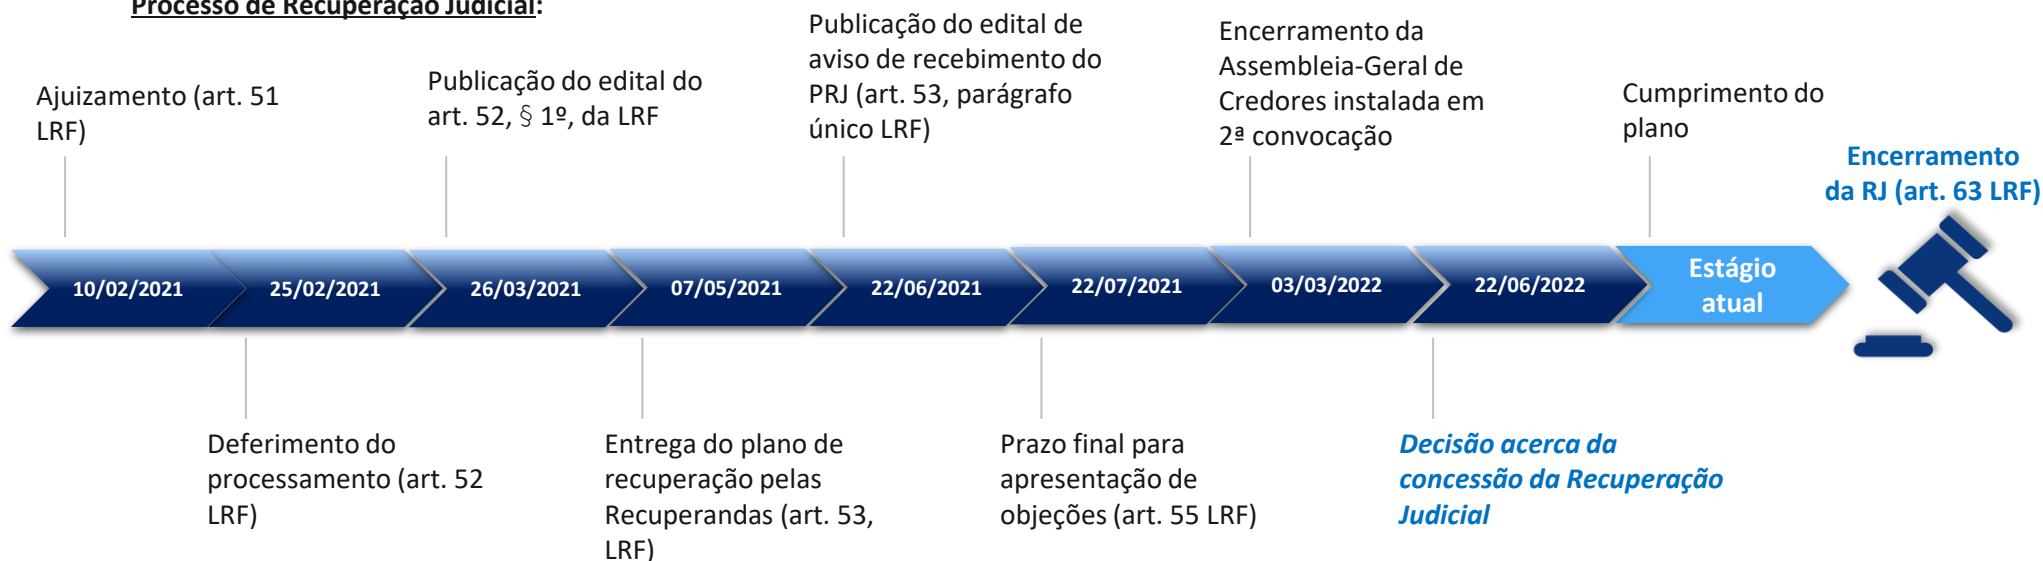 Processo de Recuperação Judicial:
Ajuizamento (art. 51
LRF)
Publicação do edital do
art. 52, § 1º, da LRF
Publicação do edital de
aviso de recebimento do
PRJ (art. 53, parágrafo
único LRF)
Encerramento da
Assembleia-Geral de
Credores instalada em
2ª convocação
Cumprimento do
plano
Encerramento
da RJ (art. 63 LRF)
10/02/2021
25/02/2021
26/03/2021
07/05/2021
22/06/2021
22/07/2021
03/03/2022
22/06/2022
Estágio
atual
Deferimento do
processamento (art. 52
LRF)
Entrega do plano de
recuperação pelas
Recuperandas (art. 53,
LRF)
Prazo final para
apresentação de
objeções (art. 55 LRF)
Decisão acerca da
concessão da Recuperação
Judicial